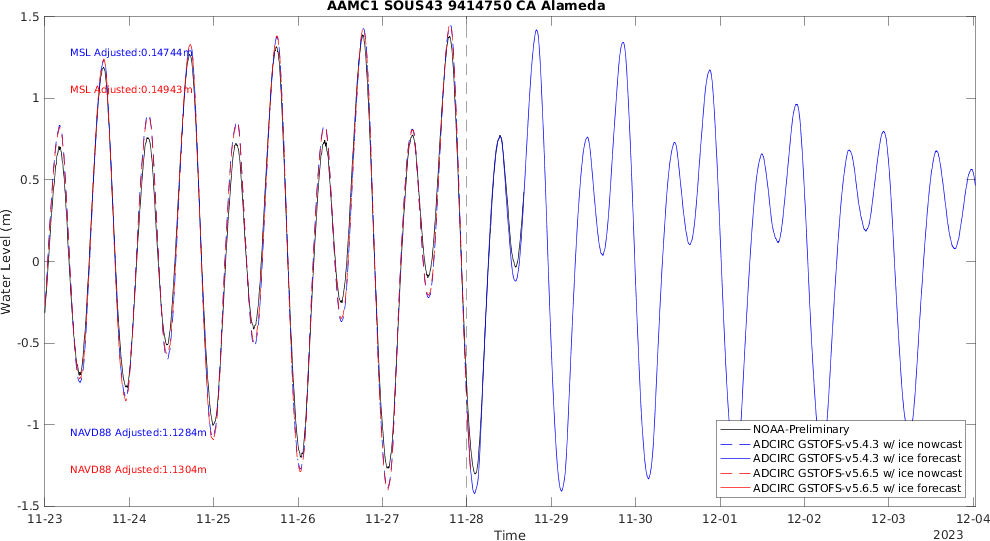 AAMC1 SOUS43 9414750 CA Alameda
1.5
1
0.5
0
-0.5
-1
-1.5
Water Level (m)
MSL Adjusted:0.14744m
MSL Adjusted:0.14943m
NAVD88 Adjusted:1.1284m
NAVD88 Adjusted:1.1304m
NOAA-Preliminary
ADCIRC GSTOFS-v5.4.3 w/ ice nowcast
ADCIRC GSTOFS-v5.4.3 w/ ice forecast
ADCIRC GSTOFS-v5.6.5 w/ ice nowcast
ADCIRC GSTOFS-v5.6.5 w/ ice forecast
11-23 11-24 11-25 11-26 11-27 11-28 11-29 11-30 12-01 12-02 12-03 12-04
Time
2023